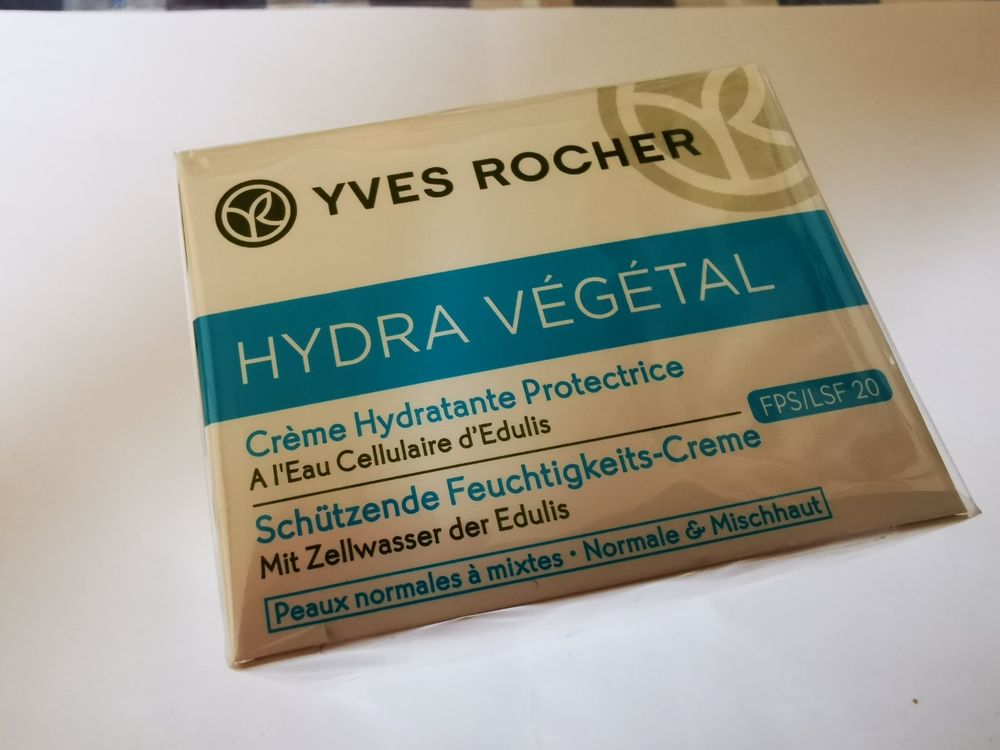 YVES ROCHER
HYDRA VÉGÉTAL
Crème Hydratante Protectrice
A l'Eau Cellulaire d'Edulis
FPS/LSF 20
Schützende Feuchtigkeits-Creme
Mit Zellwasser der Edulis
Peaux normales à mixtes • Normale & Mischhaut